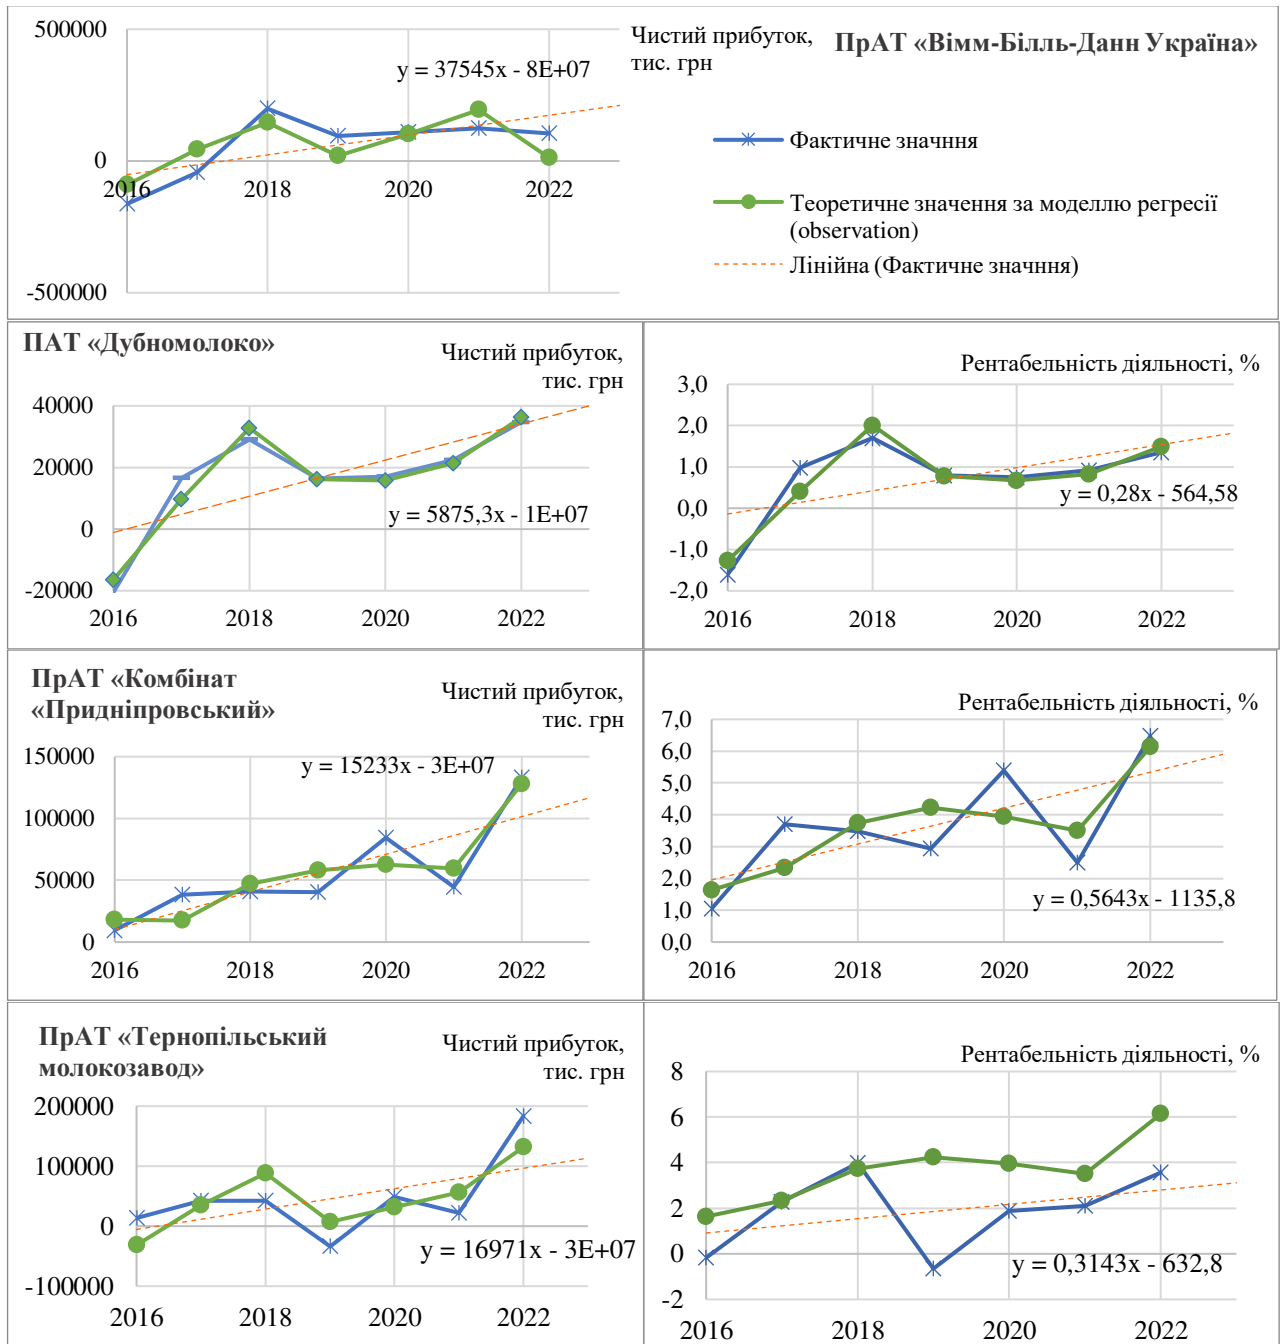 500000
0
-500000
2016
2018
2020
2022
y = 37545x - 8E+07
Чистий прибуток,
тис. грн
ПрАТ «Вімм-Білль-Данн Україна»
Фактичне значння
Теоретичне значення за моделлю регресії
(observation)
Лінійна (Фактичне значння)
ПАТ «Дубномолоко»
Чистий прибуток,
тис. грн
40000
20000
0
-20000
2016
2018
2020
2022
y = 5875,3x - 1E+07
Рентабельність діяльності, %
3,0
2,0
1,0
0,0
-1,0
-2,0
2016
2018
2020
2022
y = 0,28x - 564,58
ПрАТ «Комбінат
«Придніпровський»
Чистий прибуток,
тис. грн
150000
100000
50000
0
2016
2018
2020
2022
y = 15233x - 3E+07
Рентабельність діяльності, %
7,0
6,0
5,0
4,0
3,0
2,0
1,0
0,0
2016
2018
2020
2022
y = 0,5643x - 1135,8
ПрАТ «Тернопільський
молокозавод»
Чистий прибуток,
тис. грн
200000
100000
0
-100000
2016
2018
2020
2022
y = 16971x - 3E+07
Рентабельність діяльності, %
8
6
4
2
0
-2
2016
2018
2020
2022
y = 0,3143x - 632,8